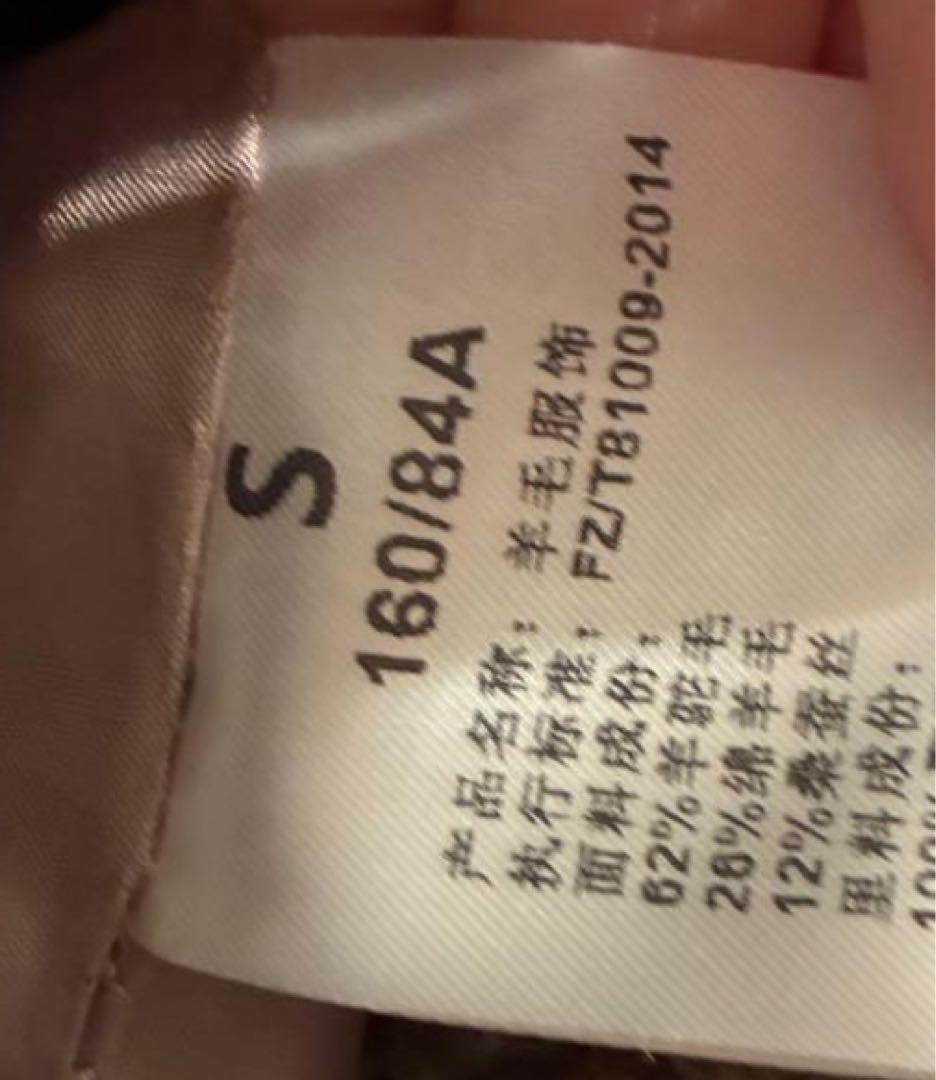 S
160/84A
产品名称: 羊毛服饰
执行标准: FZ/T81009-2014
面料成份:
62%羊驼毛
26%绵羊毛
12%桑蚕丝
里料成份: